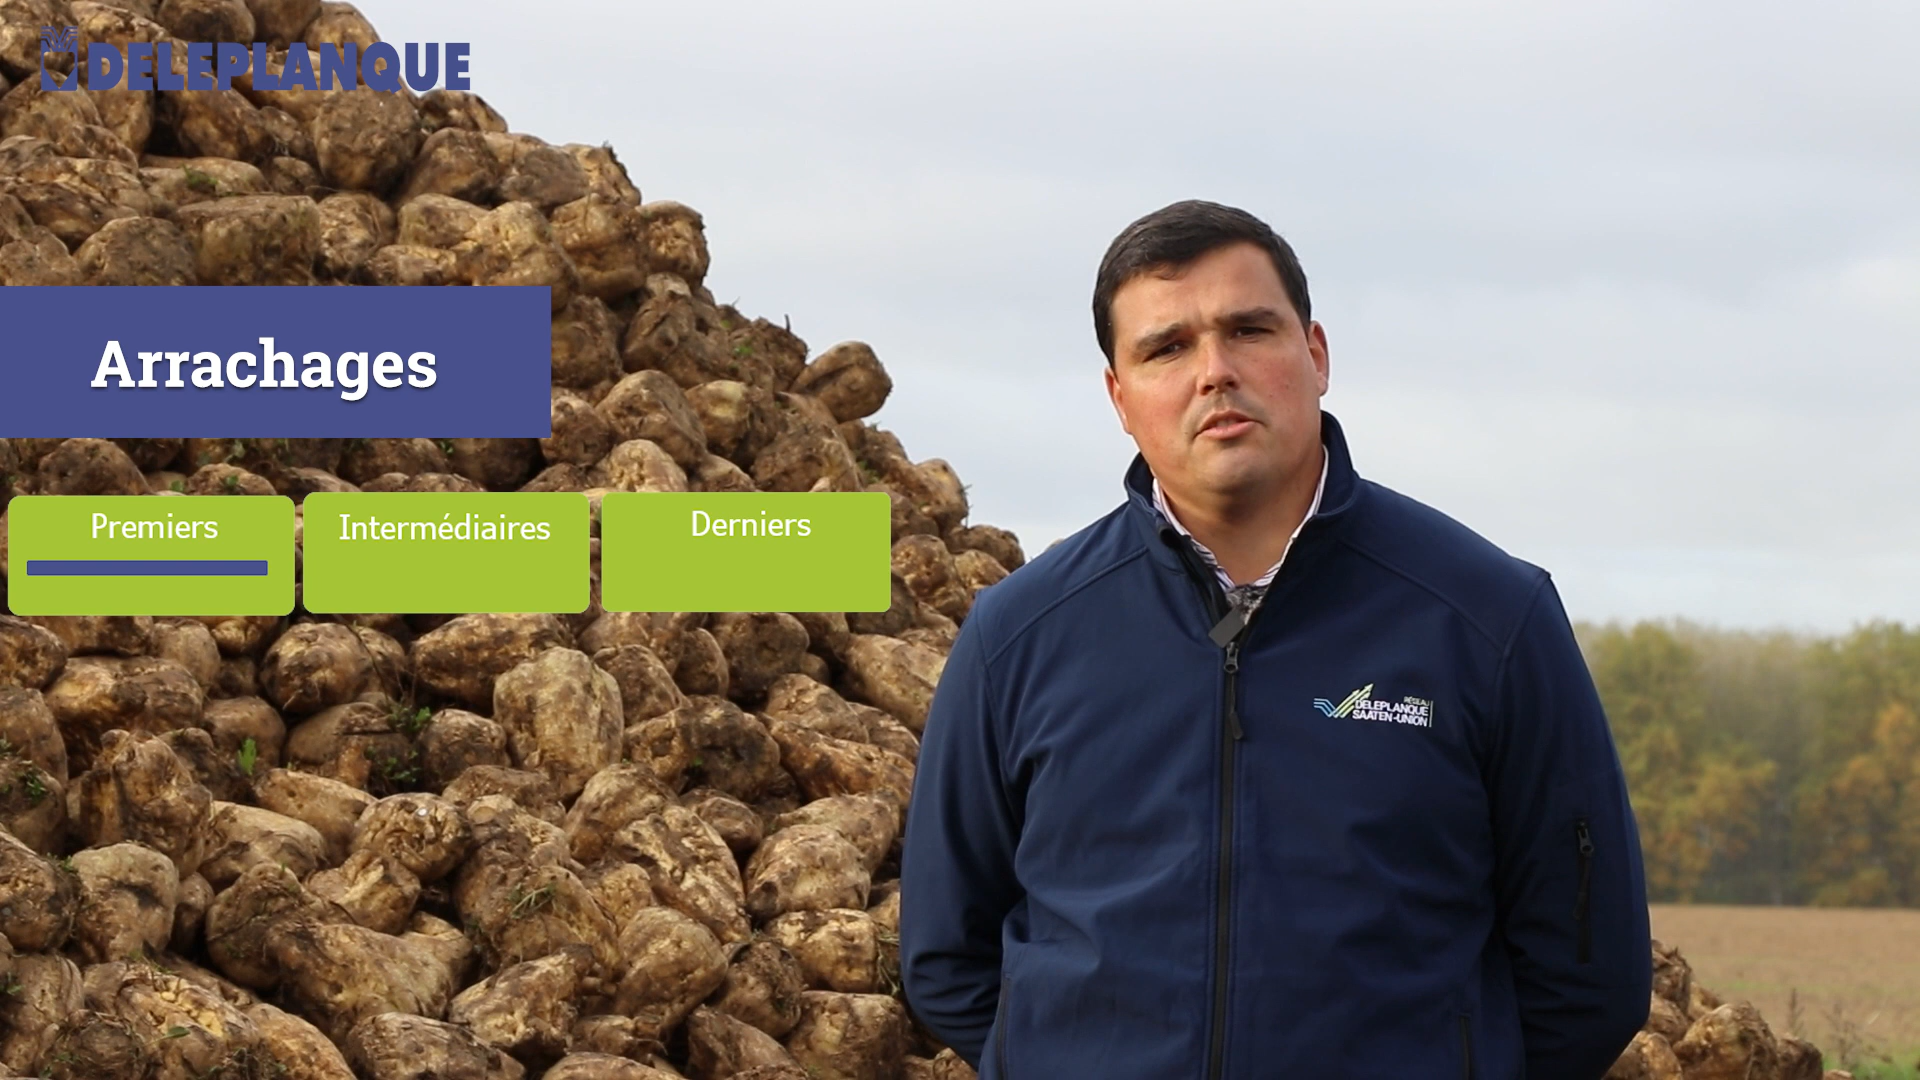 DELEPLANQUE
Arrachages
Premiers
Intermédiaires
Derniers
RÉSEAU
DELEPLANQUE
SAATEN-UNION